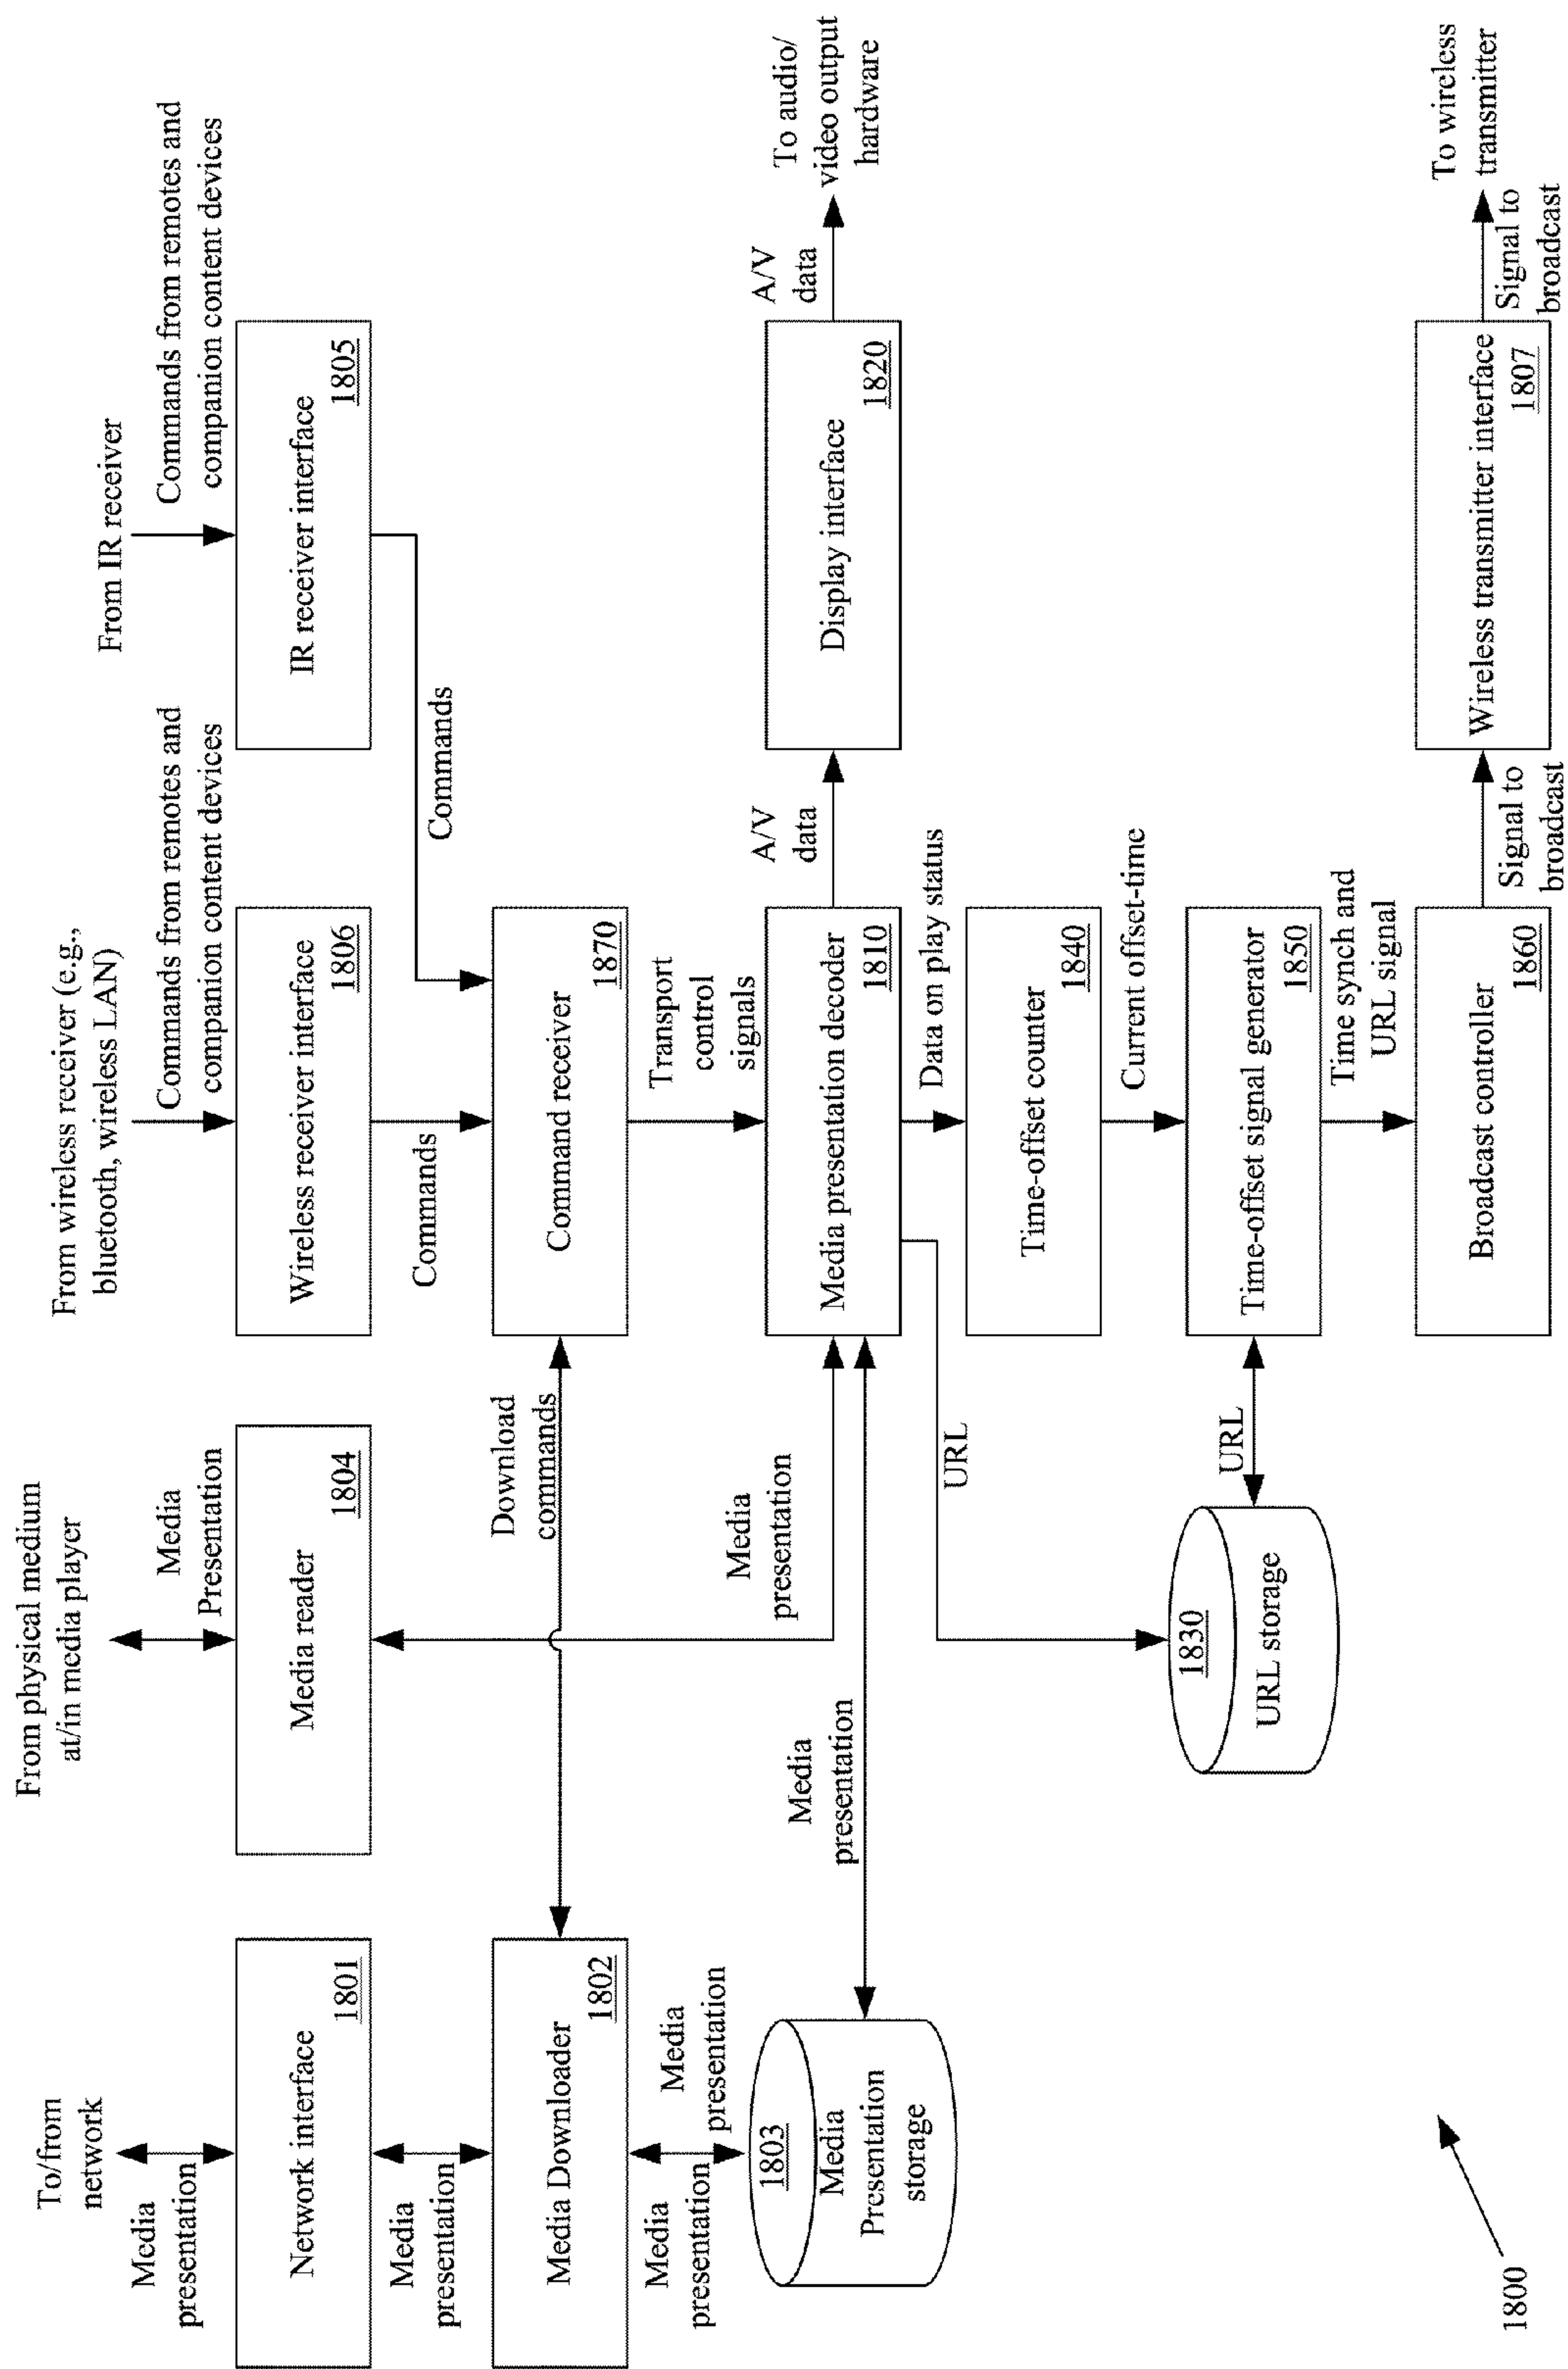 To/from
network
Media
presentation
Network interface
1801
Media
presentation
Media Downloader
1802
Media
presentation
Media
presentation
1803
Media
Presentation
storage
From physical medium
at/in media player
Media
Presentation
Media reader
1804
Download
commands
Media
presentation
Media
presentation
From wireless receiver (e.g.,
bluetooth, wireless LAN)
Commands from remotes and
companion content devices
Wireless receiver interface
1806
Commands
From IR receiver
Commands from remotes and
companion content devices
IR receiver interface
1805
Commands
Command receiver
1870
Transport
control
signals
Media presentation decoder
1810
A/V
data
Display interface
1820
A/V
data
To audio/
video output
hardware
URL
Data on play status
Time-offset counter
1840
Current offset-time
1830
URL storage
URL
Time-offset signal generator
1850
Time synch and
URL signal
Broadcast controller
1860
Signal to
broadcast
Wireless transmitter interface
1807
Signal to
broadcast
To wireless
transmitter
1800